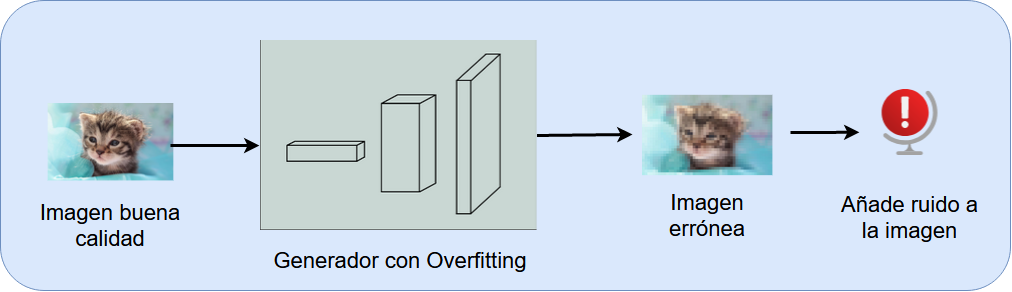 Imagen buena
calidad
Generador con Overfitting
Imagen
errónea
Añade ruido a
la imagen